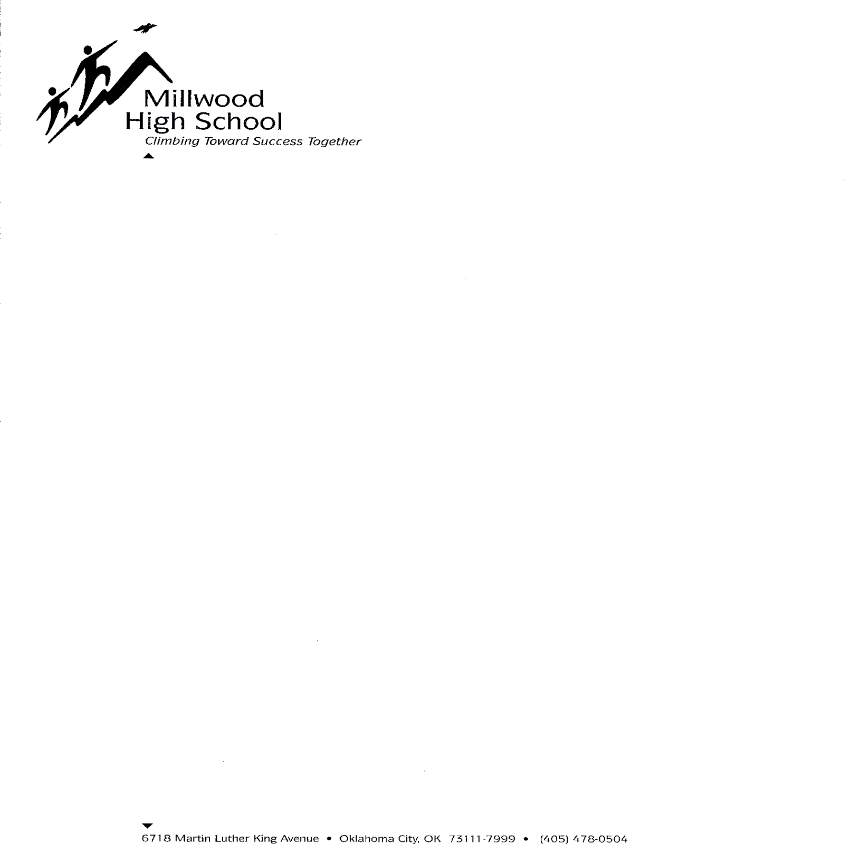 Millwood
High School
Climbing Toward Success Together
6718 Martin Luther King Avenue • Oklahoma City, OK 73111-7999 • (405) 478-0504